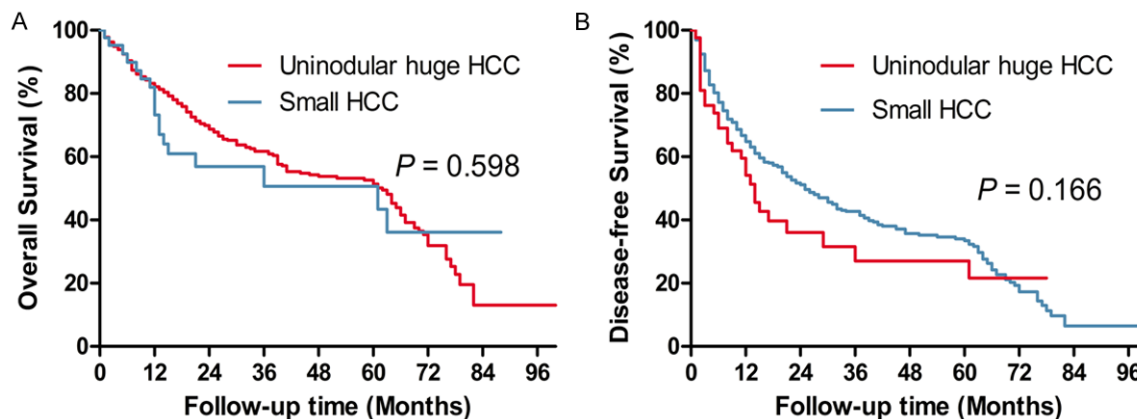 A
Overall Survival (%)
100
80
60
40
20
0
Uninodular huge HCC
Small HCC
P = 0.598
0 12 24 36 48 60 72 84 96
Follow-up time (Months)
B
Disease-free Survival (%)
100
80
60
40
20
0
Uninodular huge HCC
Small HCC
P = 0.166
0 12 24 36 48 60 72 84 96
Follow-up time (Months)